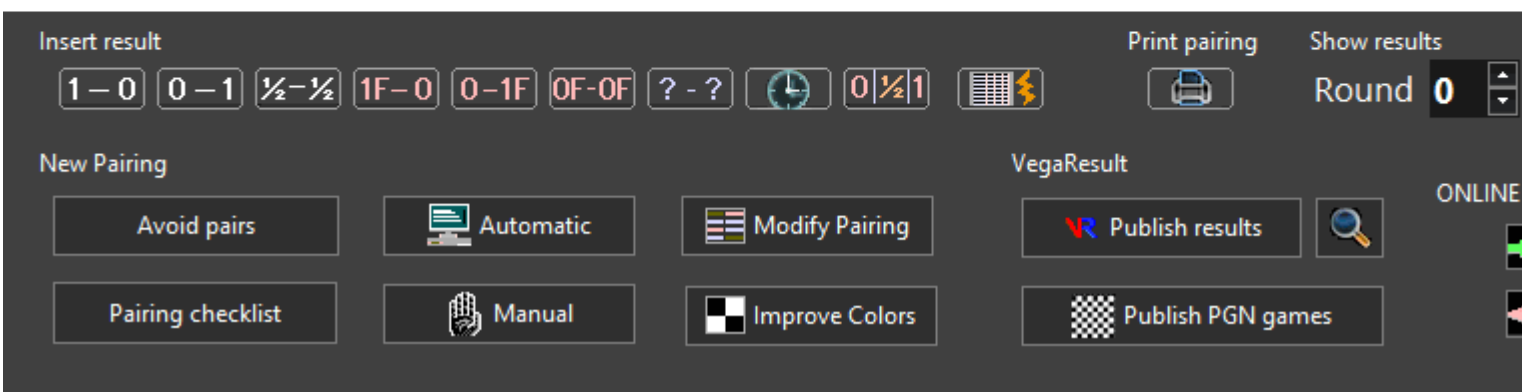 Insert result
Print pairing
Show results
1 – 0 0 – 1 ½-½ 1F– 0 0 –1F 0F-0F ? - ? 0|½|1
Round 0
New Pairing
VegaResult
ONLINE
Avoid pairs
Automatic
Modify Pairing
VR Publish results
Pairing checklist
Manual
Improve Colors
Publish PGN games